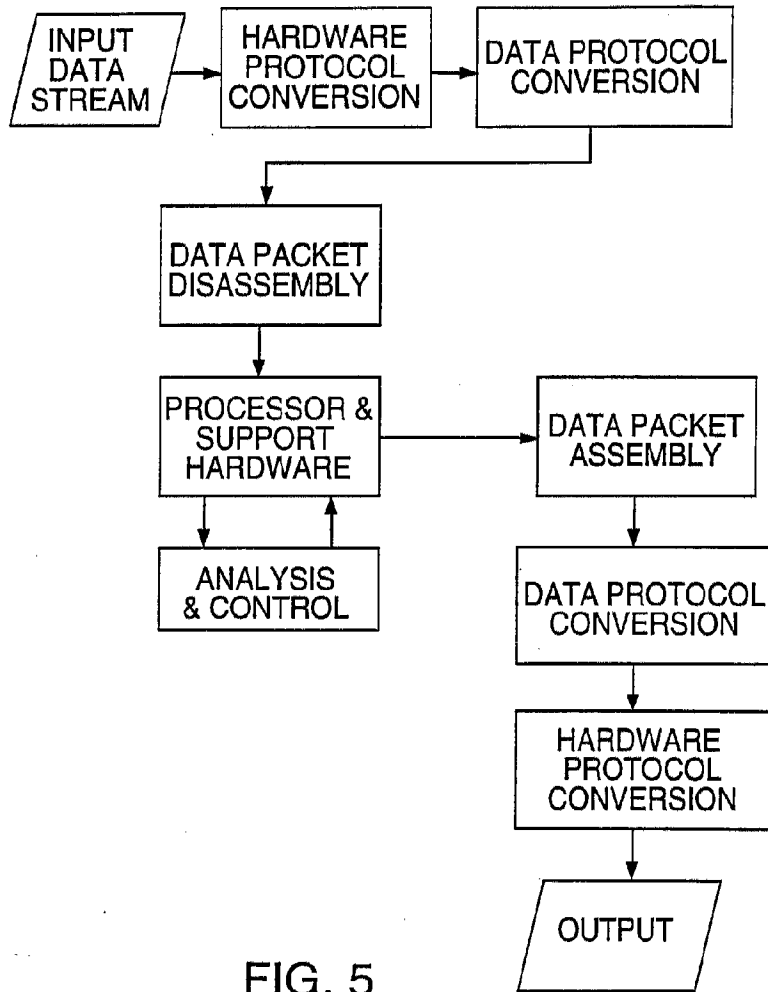 INPUT
DATA
STREAM
HARDWARE
PROTOCOL
CONVERSION
DATA PROTOCOL
CONVERSION
DATA PACKET
DISASSEMBLY
PROCESSOR &
SUPPORT
HARDWARE
DATA PACKET
ASSEMBLY
ANALYSIS
& CONTROL
DATA PROTOCOL
CONVERSION
HARDWARE
PROTOCOL
CONVERSION
OUTPUT
FIG. 5